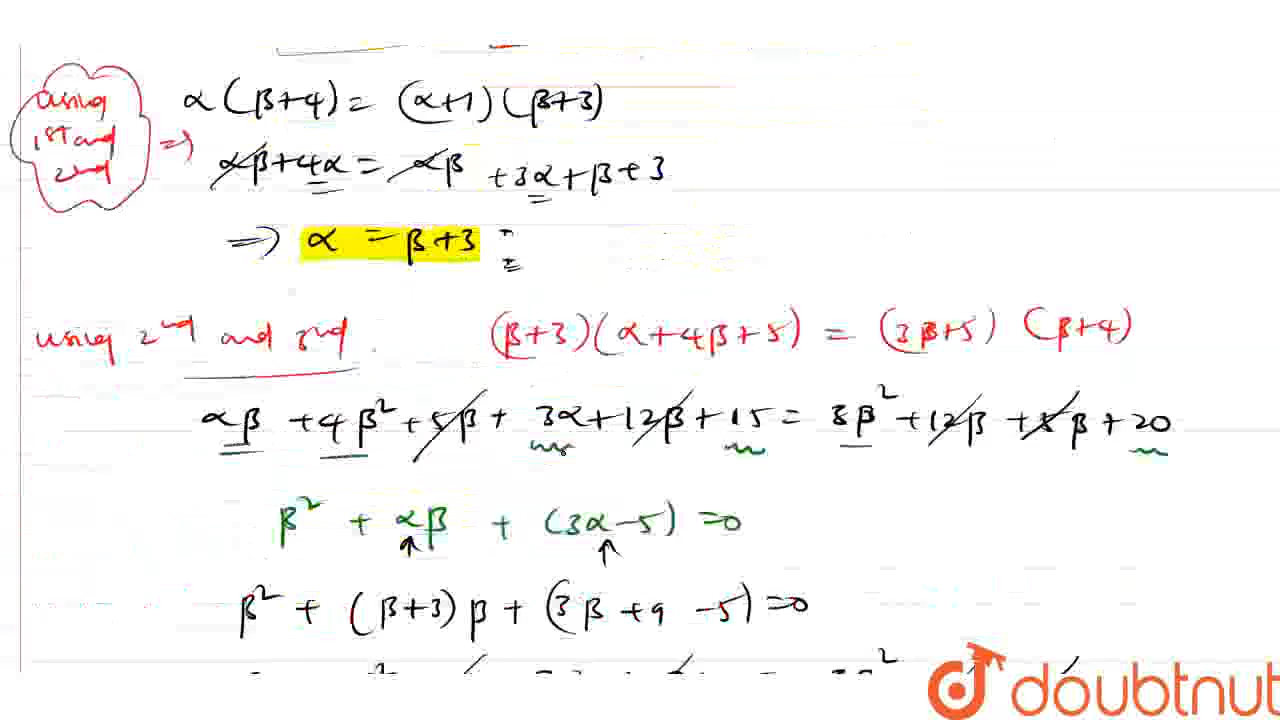 using
1st and
2nd
=> α(β+4) = (α+1)(β+3)
αβ+4α = αβ +3α+β+3
=> α = β+3 :
using 2nd and 3rd. (β+3)(α+4β+5) = (3β+5) (β+4)
αβ +4β²+5β+ 3α+12β+15 = 3β²+12β +5β+20
β² + αβ + (3α-5) =0
β² + (β+3)β + (3β +9 -5) =0
doubtnut